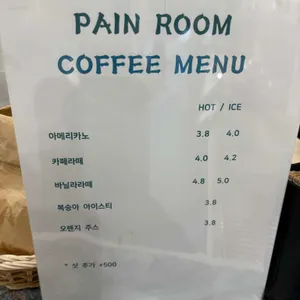 PAIN ROOM
COFFEE MENU
HOT / ICE
아메리카노 3.8 4.0
카페라떼 4.0 4.2
바닐라라떼 4.8 5.0
복숭아 아이스티 3.8
오렌지 주스 3.8
* 샷 추가 +500